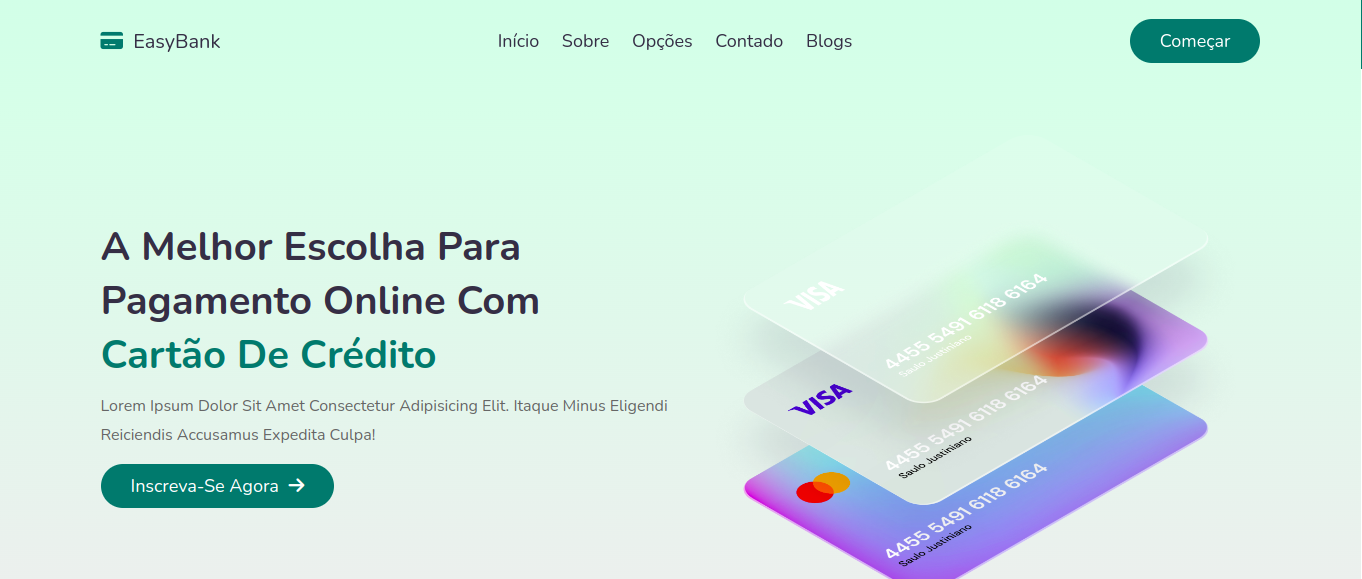 EasyBank
Início Sobre Opções Contado Blogs
Começar
A Melhor Escolha Para
Pagamento Online Com
Cartão De Crédito
Lorem Ipsum Dolor Sit Amet Consectetur Adipisicing Elit. Itaque Minus Eligendi
Reiciendis Accusamus Expedita Culpa!
Inscreva-Se Agora
VISA
4455 5491 6118 6164
Saulo Justiniano
VISA
4455 5491 6118 6164
Saulo Justiniano
4455 5491 6118 6164
Saulo Justiniano